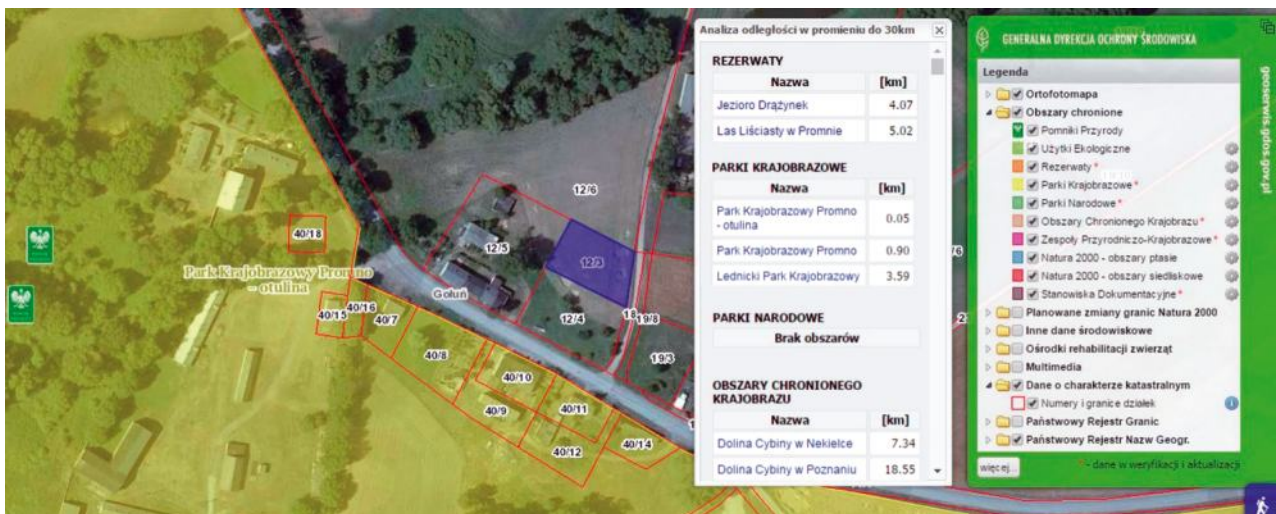 12/6
12/5
12/3
12/4
Gołuń
40/18
Park Krajobrazowy Promno
– otulina
40/15
40/16
40/7
40/8
40/9
40/10
40/11
40/12
40/14
19/8
19/3
Analiza odległości w promieniu do 30km
REZERWATY
Nazwa [km]
Jezioro Drążynek 4.07
Las Liściasty w Promnie 5.02
PARKI KRAJOBRAZOWE
Nazwa [km]
Park Krajobrazowy Promno
- otulina 0.05
Park Krajobrazowy Promno 0.90
Lednicki Park Krajobrazowy 3.59
PARKI NARODOWE
Brak obszarów
OBSZARY CHRONIONEGO
KRAJOBRAZU
Nazwa [km]
Dolina Cybiny w Nekielce 7.34
Dolina Cybiny w Poznaniu 18.55
GENERALNA DYREKCJA OCHRONY ŚRODOWISKA
Legenda
Ortofotomapa
Obszary chronione
Pomniki Przyrody
Użytki Ekologiczne
Rezerwaty *
Parki Krajobrazowe *
Parki Narodowe *
Obszary Chronionego Krajobrazu *
Zespoły Przyrodniczo-Krajobrazowe *
Natura 2000 - obszary ptasie
Natura 2000 - obszary siedliskowe
Stanowiska Dokumentacyjne *
Planowane zmiany granic Natura 2000
Inne dane środowiskowe
Ośrodki rehabilitacji zwierząt
Multimedia
Dane o charakterze katastralnym
Numery i granice działek
Państwowy Rejestr Granic
Państwowy Rejestr Nazw Geogr.
więcej...
* - dane w weryfikacji i aktualizacji
geoserwis.gdos.gov.pl